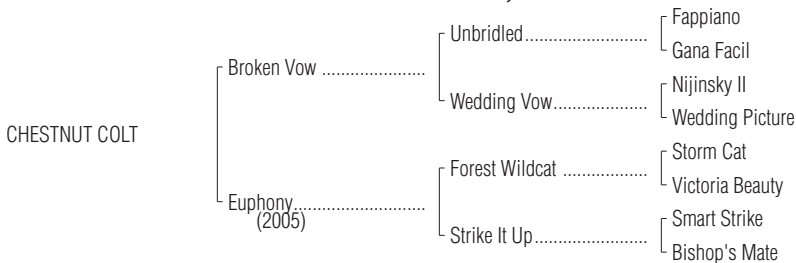 Fappiano
Unbridled..........................
Gana Facil
Broken Vow ......................
Nijinsky II
Wedding Vow....................
Wedding Picture
CHESTNUT COLT
Storm Cat
Forest Wildcat ..................
Victoria Beauty
Euphony............................
(2005)
Smart Strike
Strike It Up........................
Bishop's Mate